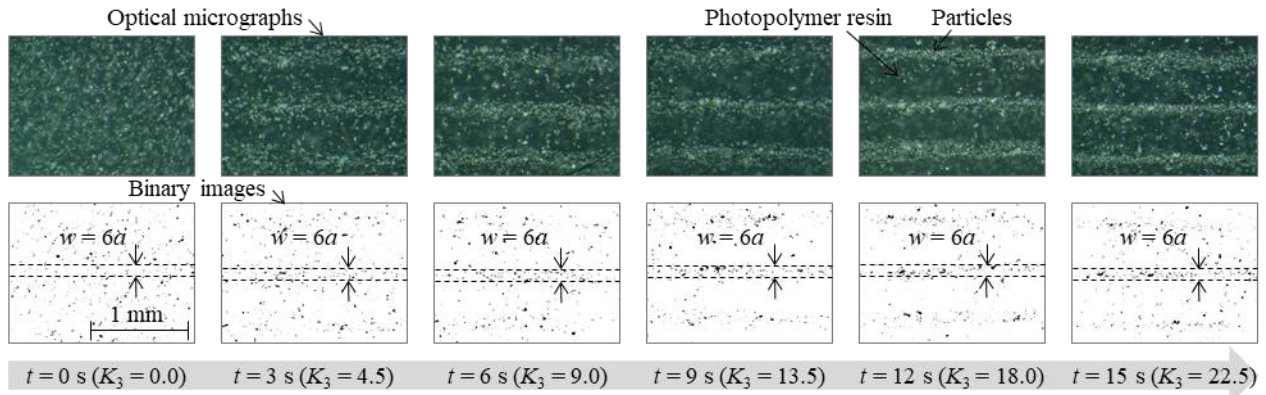 Optical micrographs
Photopolymer resin
Particles
Binary images
w = 6a
w = 6a
w = 6a
w = 6a
w = 6a
w = 6a
1 mm
t = 0 s (K₃ = 0.0)
t = 3 s (K₃ = 4.5)
t = 6 s (K₃ = 9.0)
t = 9 s (K₃ = 13.5)
t = 12 s (K₃ = 18.0)
t = 15 s (K₃ = 22.5)